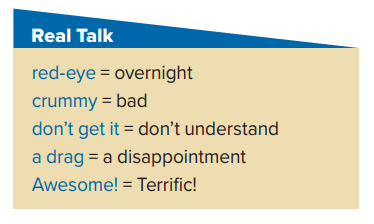 Real Talk
red-eye = overnight
crummy = bad
don't get it = don't understand
a drag = a disappointment
Awesome! = Terrific!